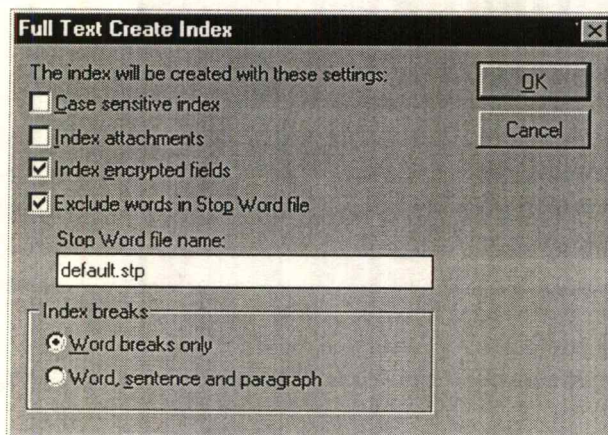 Full Text Create Index
The index will be created with these settings:
Case sensitive index
Index attachments
Index encrypted fields
Exclude words in Stop Word file
Stop Word file name:
default.stp
Index breaks
Word breaks only
Word, sentence and paragraph
OK
Cancel